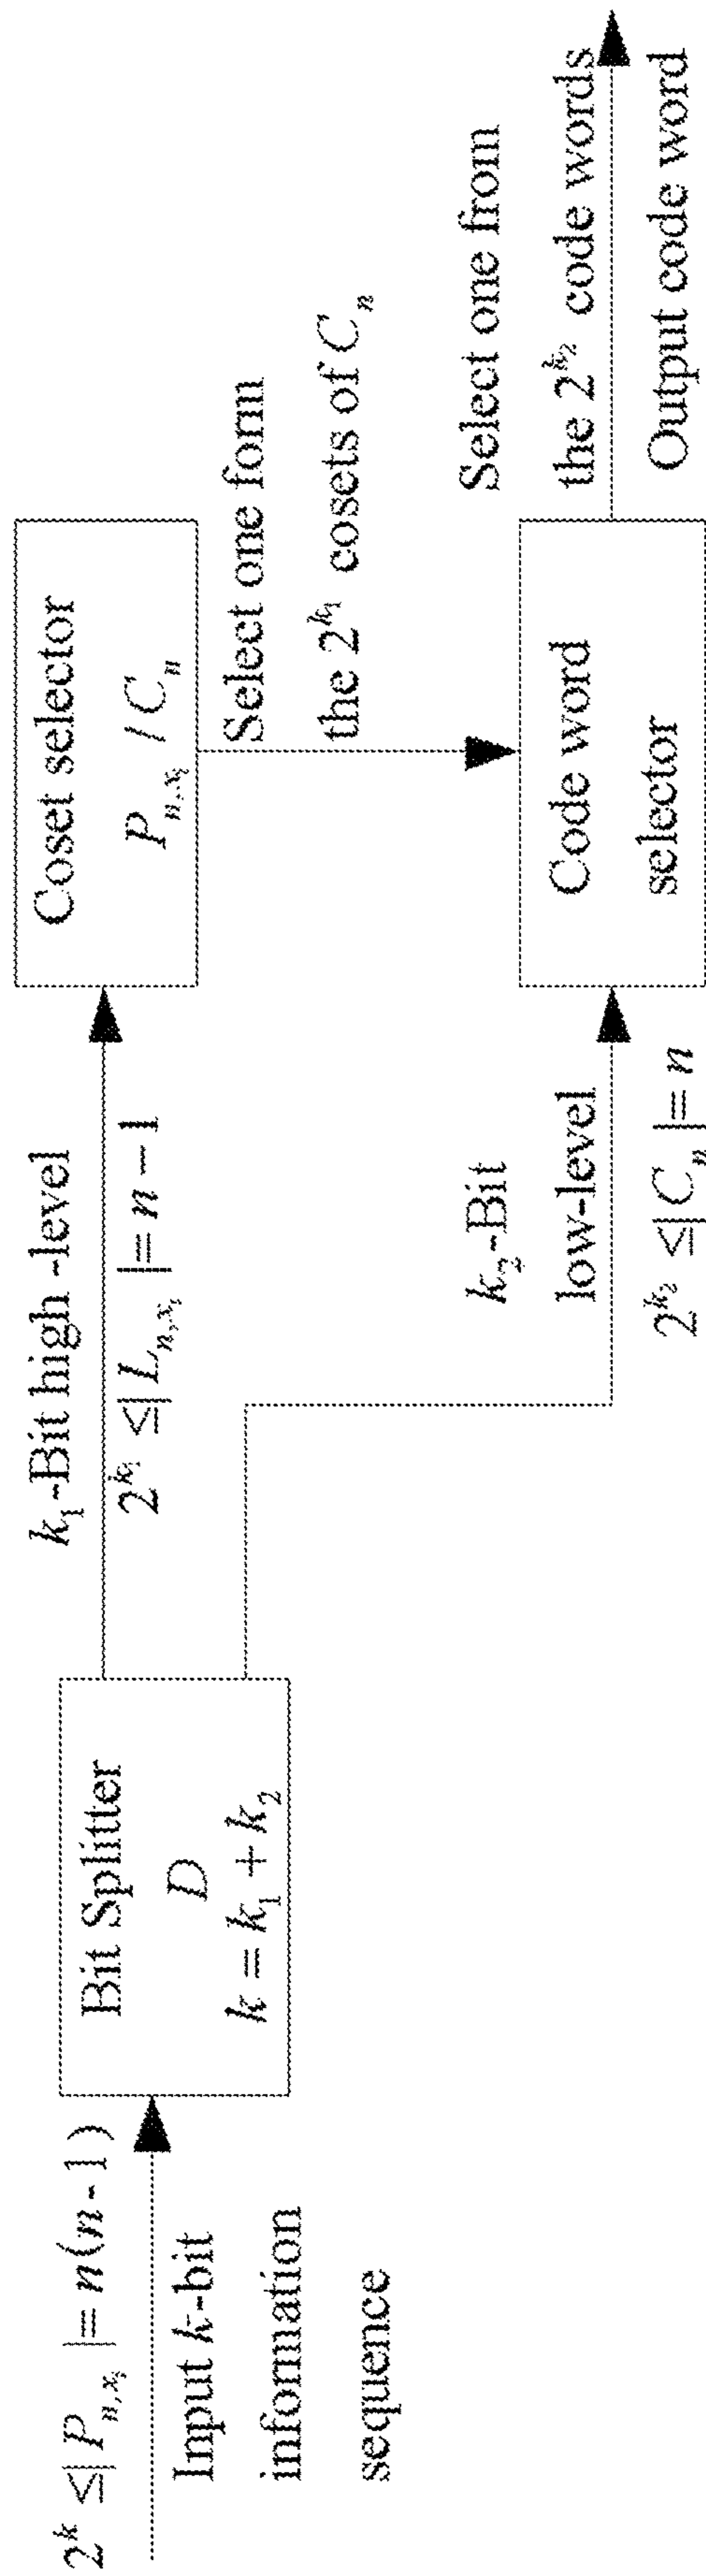 2^k ≤| P_{n,x_i} |= n(n-1)
Input k-bit
information
sequence
Bit Splitter
D
k = k_1 + k_2
k_1-Bit high -level
2^{k_1} ≤| L_{n,x_i} |= n−1
k_2-Bit
low-level
2^{k_2} ≤| C_n |= n
Coset selector
P_{n,x_i} / C_n
Select one form
the 2^{k_1} cosets of C_n
Code word
selector
Select one from
the 2^{k_2} code words
Output code word